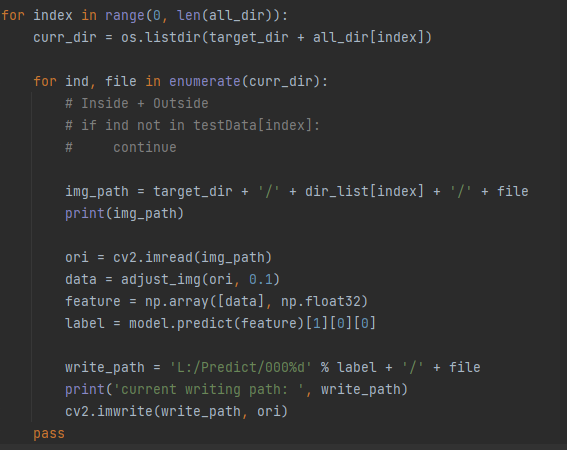 for index in range(0, len(all_dir)):
    curr_dir = os.listdir(target_dir + all_dir[index])

    for ind, file in enumerate(curr_dir):
        # Inside + Outside
        # if ind not in testData[index]:
        #     continue

        img_path = target_dir + '/' + dir_list[index] + '/' + file
        print(img_path)

        ori = cv2.imread(img_path)
        data = adjust_img(ori, 0.1)
        feature = np.array([data], np.float32)
        label = model.predict(feature)[1][0][0]

        write_path = 'L:/Predict/000%d' % label + '/' + file
        print('current writing path: ', write_path)
        cv2.imwrite(write_path, ori)
    pass